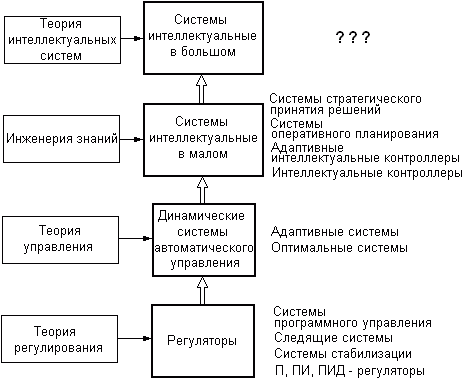 Теория
интеллектуальных
систем
Системы
интеллектуальные
в большом
? ? ?
Инженерия знаний
Системы
интеллектуальные
в малом
Системы стратегического
принятия решений
Системы
оперативного планирования
Адаптивные
интеллектуальные контроллеры
Интеллектуальные контроллеры
Теория
управления
Динамические
системы
автоматического
управления
Адаптивные системы
Оптимальные системы
Теория
регулирования
Регуляторы
Системы
программного управления
Следящие системы
Системы стабилизации
П, ПИ, ПИД - регуляторы